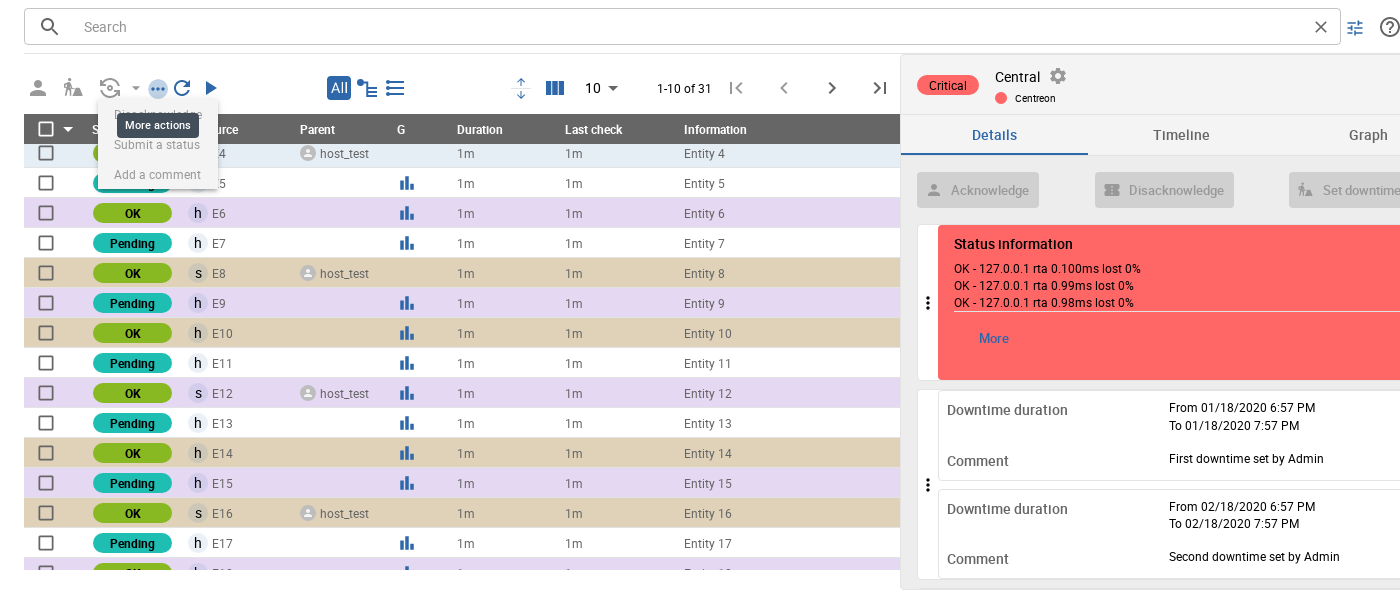 Search
All
10
1-10 of 31
More actions
Submit a status
Add a comment
Parent
G
Duration
Last check
Information
host_test
1m
1m
Entity 4
1m
1m
Entity 5
OK
h
E6
1m
1m
Entity 6
Pending
h
E7
1m
1m
Entity 7
OK
s
E8
host_test
1m
1m
Entity 8
Pending
h
E9
1m
1m
Entity 9
OK
h
E10
1m
1m
Entity 10
Pending
h
E11
1m
1m
Entity 11
OK
s
E12
host_test
1m
1m
Entity 12
Pending
h
E13
1m
1m
Entity 13
OK
h
E14
1m
1m
Entity 14
Pending
h
E15
1m
1m
Entity 15
OK
s
E16
host_test
1m
1m
Entity 16
Pending
h
E17
1m
1m
Entity 17
Critical
Central
Centreon
Details
Timeline
Graph
Acknowledge
Disacknowledge
Set downtime
Status information
OK - 127.0.0.1 rta 0.100ms lost 0%
OK - 127.0.0.1 rta 0.99ms lost 0%
OK - 127.0.0.1 rta 0.98ms lost 0%
More
Downtime duration
From 01/18/2020 6:57 PM
To 01/18/2020 7:57 PM
Comment
First downtime set by Admin
Downtime duration
From 02/18/2020 6:57 PM
To 02/18/2020 7:57 PM
Comment
Second downtime set by Admin